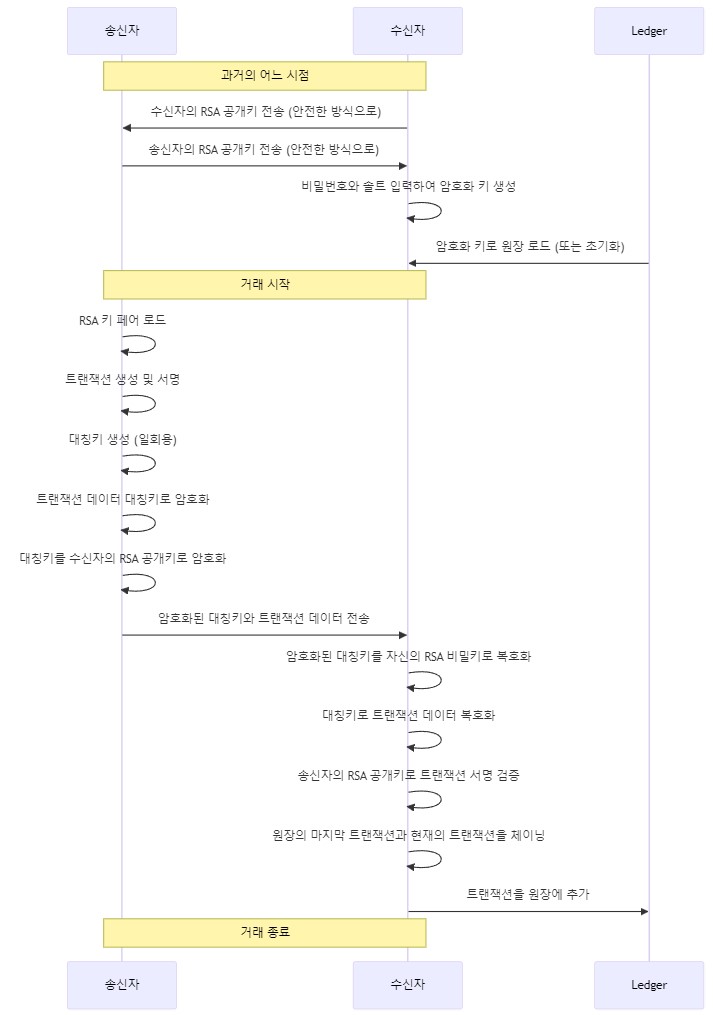 송신자
수신자
Ledger
과거의 어느 시점
수신자의 RSA 공개키 전송 (안전한 방식으로)
송신자의 RSA 공개키 전송 (안전한 방식으로)
비밀번호와 솔트 입력하여 암호화 키 생성
암호화 키로 원장 로드 (또는 초기화)
거래 시작
RSA 키 페어 로드
트랜잭션 생성 및 서명
대칭키 생성 (일회용)
트랜잭션 데이터 대칭키로 암호화
대칭키를 수신자의 RSA 공개키로 암호화
암호화된 대칭키와 트랜잭션 데이터 전송
암호화된 대칭키를 자신의 RSA 비밀키로 복호화
대칭키로 트랜잭션 데이터 복호화
송신자의 RSA 공개키로 트랜잭션 서명 검증
원장의 마지막 트랜잭션과 현재의 트랜잭션을 체이닝
트랜잭션을 원장에 추가
거래 종료
송신자
수신자
Ledger